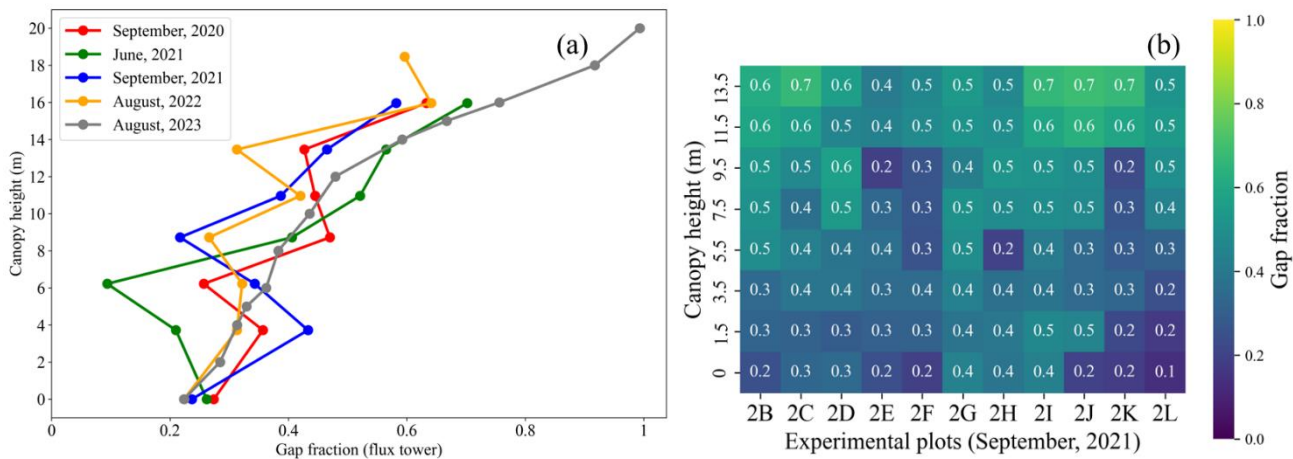 (a)
September, 2020
June, 2021
September, 2021
August, 2022
August, 2023
Canopy height (m)
20
18
16
14
12
10
8
6
4
2
0
0 0.2 0.4 0.6 0.8 1
Gap fraction (flux tower)
(b)
Canopy height (m)
13.5 0.6 0.7 0.6 0.4 0.5 0.5 0.5 0.7 0.7 0.7 0.5
11.5 0.6 0.6 0.5 0.4 0.5 0.5 0.5 0.6 0.6 0.6 0.5
9.5 0.5 0.5 0.6 0.2 0.3 0.4 0.5 0.5 0.5 0.2 0.5
7.5 0.5 0.4 0.5 0.3 0.3 0.5 0.5 0.5 0.5 0.3 0.4
5.5 0.5 0.4 0.4 0.4 0.3 0.5 0.2 0.4 0.3 0.3 0.3
3.5 0.3 0.4 0.4 0.3 0.4 0.4 0.4 0.4 0.3 0.3 0.2
1.5 0.3 0.3 0.3 0.3 0.3 0.4 0.4 0.5 0.5 0.2 0.2
0 0.2 0.3 0.3 0.2 0.2 0.4 0.4 0.4 0.2 0.2 0.1
2B 2C 2D 2E 2F 2G 2H 2I 2J 2K 2L
Experimental plots (September, 2021)
1.0
0.8
0.6
0.4
0.2
0.0
Gap fraction